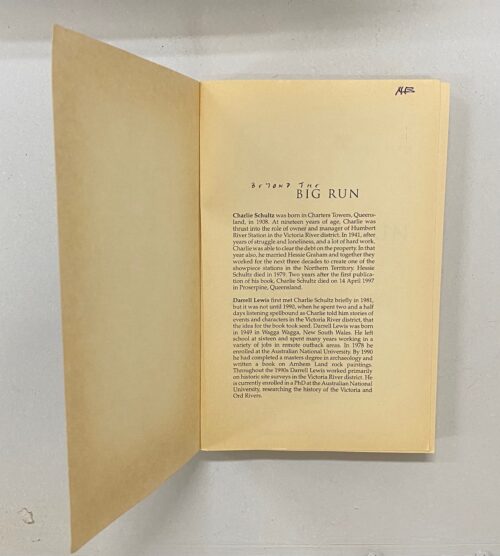 BEYOND THE
BIG RUN
Charlie Schultz was born in Charters Towers, Queens-
land, in 1908. At nineteen years of age, Charlie was
thrust into the role of owner and manager of Humbert
River Station in the Victoria River district. In 1941, after
years of struggle and loneliness, and a lot of hard work,
Charlie was able to clear the debt on the property. In that
year also, he married Hessie Graham and together they
worked for the next three decades to create one of the
showpiece stations in the Northern Territory. Hessie
Schultz died in 1979. Two years after the first publica-
tion of his book, Charlie Schultz died on 14 April 1997
in Proserpine, Queensland.
Darrell Lewis first met Charlie Schultz briefly in 1981,
but it was not until 1990, when he spent two and a half
days listening spellbound as Charlie told him stories of
events and characters in the Victoria River district, that
the idea for the book took seed. Darrell Lewis was born
in 1949 in Wagga Wagga, New South Wales. He left
school at sixteen and spent many years working in a
variety of jobs in remote outback areas. In 1978 he
enrolled at the Australian National University. By 1990
he had completed a masters degree in archaeology and
written a book on Arnhem Land rock paintings.
Throughout the 1990s Darrell Lewis worked primarily
on historic site surveys in the Victoria River district. He
is currently enrolled in a PhD at the Australian National
University, researching the history of the Victoria and
Ord Rivers.